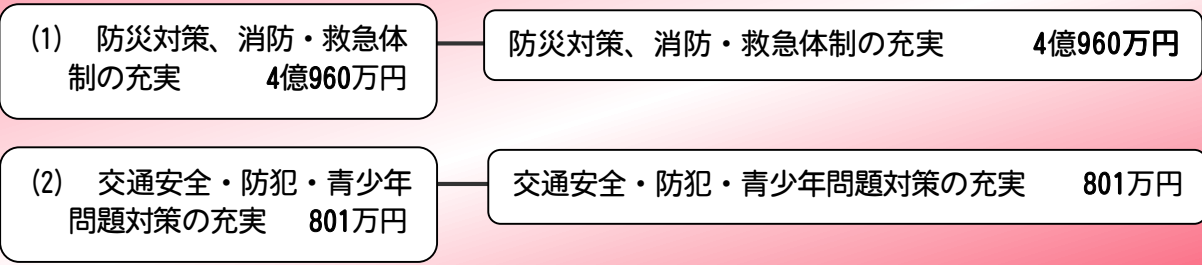 (1) 防災対策、消防・救急体
制の充実 4億960万円
防災対策、消防・救急体制の充実 4億960万円
(2) 交通安全・防犯・青少年
問題対策の充実 801万円
交通安全・防犯・青少年問題対策の充実 801万円